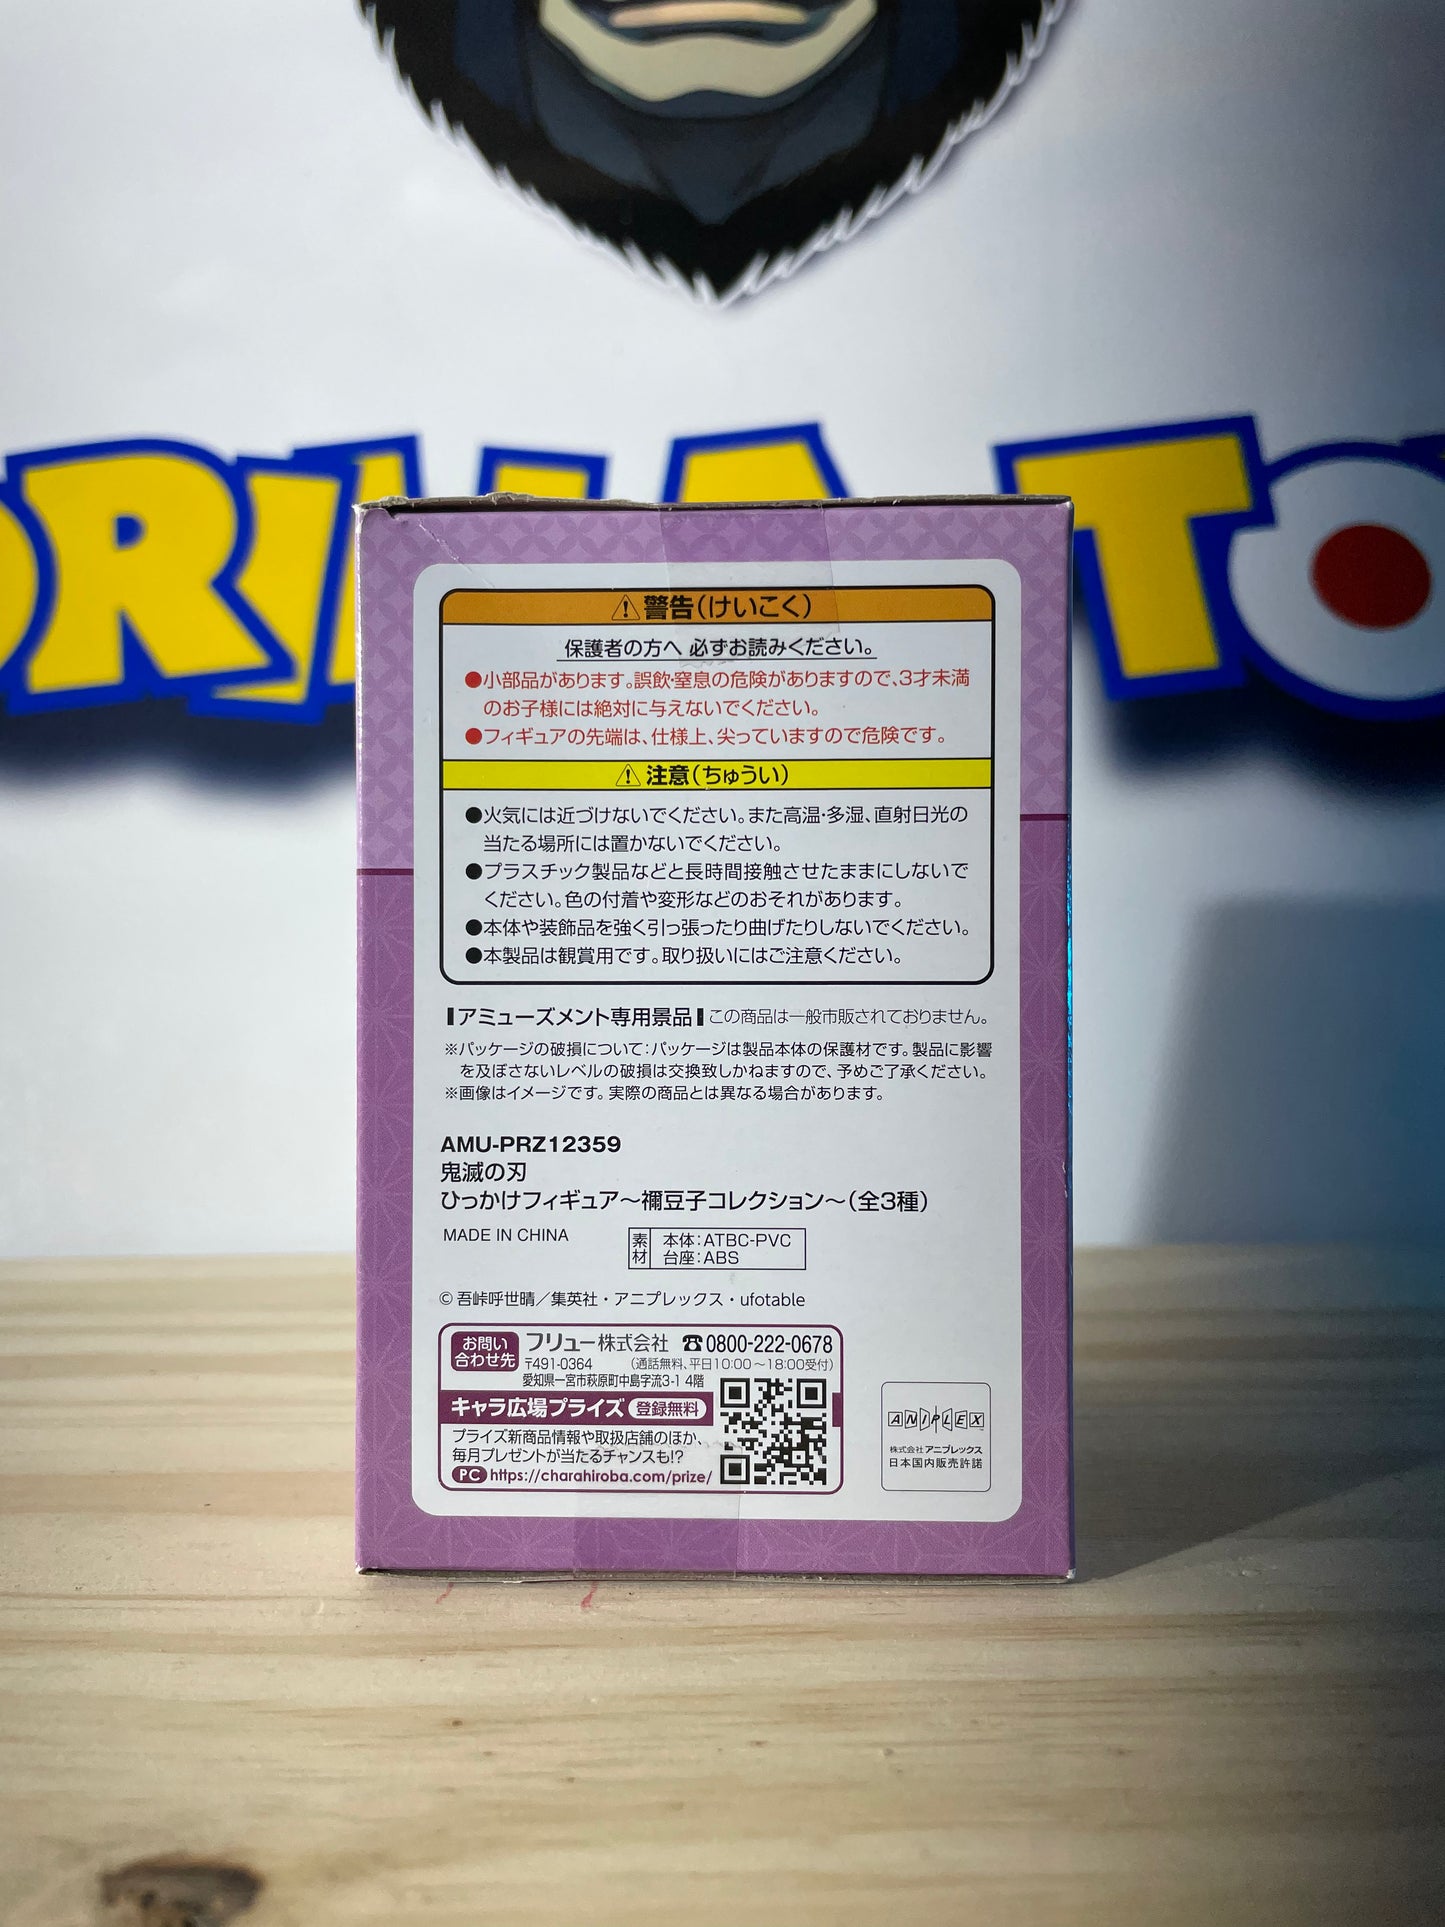 警告(けいこく)
保護者の方へ 必ずお読みください。
●小部品があります。誤飲・窒息の危険がありますので、3才未満
のお子様には絶対に与えないでください。
●フィギュアの先端は、仕様上、尖っていますので危険です。
注意(ちゅうい)
●火気には近づけないでください。また高温・多湿、直射日光の
当たる場所には置かないでください。
●プラスチック製品などと長時間接触させたままにしないで
ください。色の付着や変形などのおそれがあります。
●本体や装飾品を強く引っ張ったり曲げたりしないでください。
●本製品は観賞用です。取り扱いにはご注意ください。
アミューズメント専用景品 この商品は一般市販されておりません。
※パッケージの破損について:パッケージは製品本体の保護材です。製品に影響
を及ぼさないレベルの破損は交換致しかねますので、予めご了承ください。
※画像はイメージです。実際の商品とは異なる場合があります。
AMU-PRZ12359
鬼滅の刃
ひっかけフィギュア～禰豆子コレクション～(全3種)
MADE IN CHINA
素材 本体:ATBC-PVC
台座:ABS
© 吾峠呼世晴／集英社・アニプレックス・ufotable
お問い合わせ先 フリュー株式会社 ☎0800-222-0678
〒491-0364 (通話無料、平日10:00～18:00受付)
愛知県一宮市萩原町中島字流3-1 4階
キャラ広場プライズ 登録無料
プライズ新商品情報や取扱店舗のほか、
毎月プレゼントが当たるチャンスも!?
PC https://charahiroba.com/prize/
ANIPLEX
株式会社 アニプレックス
日本国内販売許諾